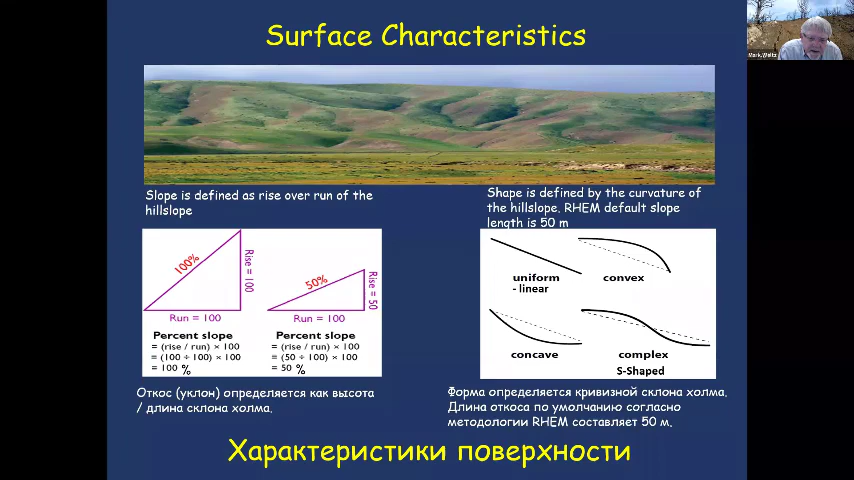 Surface Characteristics
Mark.Weltz
Slope is defined as rise over run of the
hillslope
Shape is defined by the curvature of
the hillslope. RHEM default slope
length is 50 m
100%
Rise = 100
Run = 100
50%
Rise = 50
Run = 100
Percent slope
= (rise / run) × 100
= (100 ÷ 100) × 100
= 100 %
Percent slope
= (rise / run) × 100
= (50 ÷ 100) × 100
= 50 %
uniform
- linear
convex
concave
complex
S-Shaped
Откос (уклон) определяется как высота
/ длина склона холма.
Форма определяется кривизной склона холма.
Длина откоса по умолчанию согласно
методологии RHEM составляет 50 м.
Характеристики поверхности